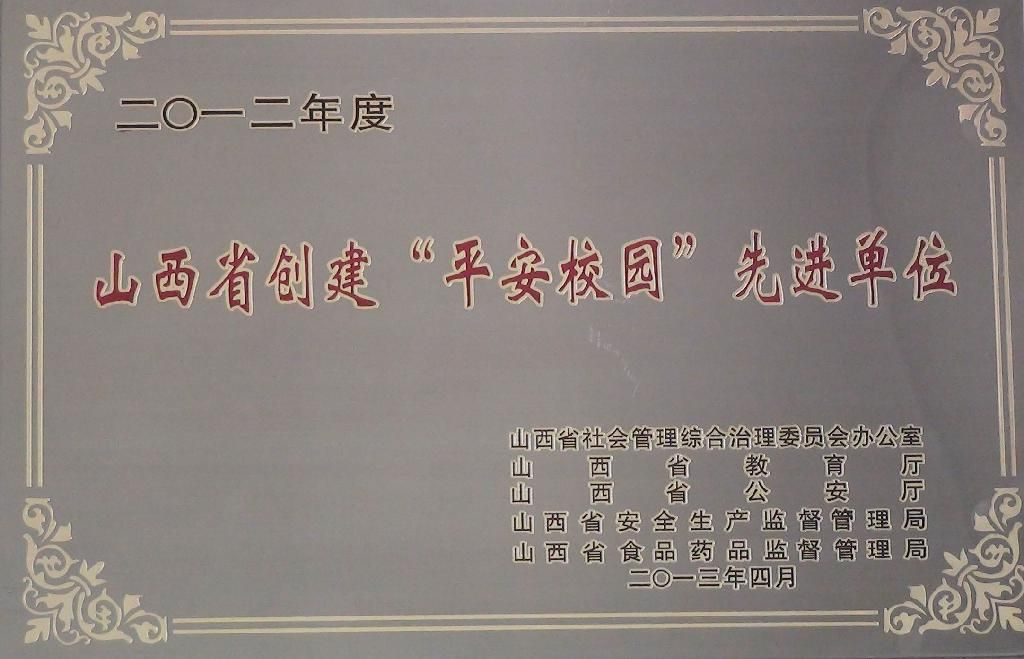 二〇一二年度
山西省创建“平安校园”先进单位
山西省社会管理综合治理委员会办公室
山西省教育厅
山西省公安厅
山西省安全生产监督管理局
山西省食品药品监督管理局
二〇一三年四月